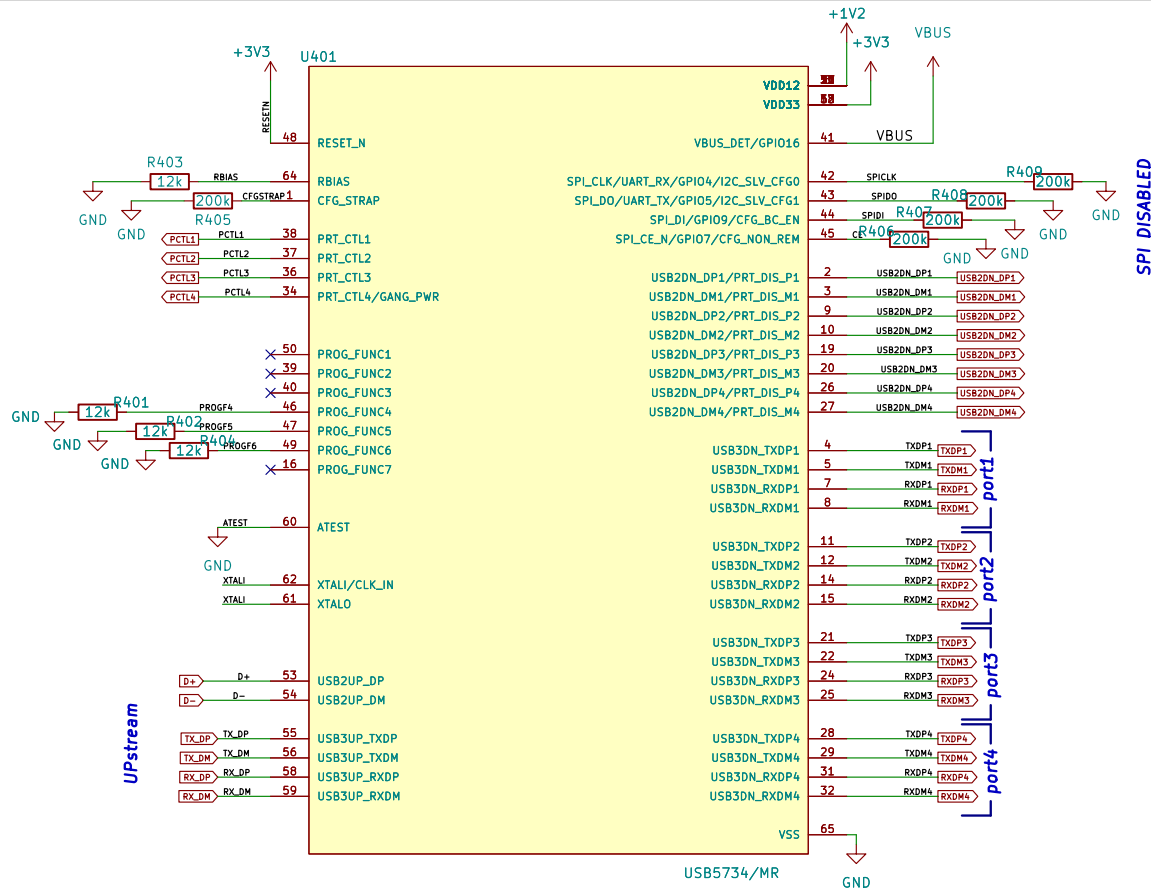 +1V2
+3V3
VBUS
+3V3
U401
RESETN
VDD12
VDD33
48 RESET_N
VBUS_DET/GPIO16 41 VBUS
R403
12k RBIAS 64 RBIAS
GND
R405
200k CFGSTRAP 1 CFG_STRAP
GND
SPI_CLK/UART_RX/GPIO4/I2C_SLV_CFG0 42 SPICLK R409 200k
GND
SPI_DO/UART_TX/GPIO5/I2C_SLV_CFG1 43 SPIDO R408 200k
GND
SPI_DI/GPIO9/CFG_BC_EN 44 SPIDI R407 200k
GND
SPI_CE_N/GPIO7/CFG_NON_REM 45 R406 200k
GND
SPI DISABLED
PCTL1 PCTL1 38 PRT_CTL1
PCTL2 PCTL2 37 PRT_CTL2
PCTL3 PCTL3 36 PRT_CTL3
PCTL4 PCTL4 34 PRT_CTL4/GANG_PWR
USB2DN_DP1/PRT_DIS_P1 2 USB2DN_DP1 USB2DN_DP1
USB2DN_DM1/PRT_DIS_M1 3 USB2DN_DM1 USB2DN_DM1
USB2DN_DP2/PRT_DIS_P2 9 USB2DN_DP2 USB2DN_DP2
USB2DN_DM2/PRT_DIS_M2 10 USB2DN_DM2 USB2DN_DM2
USB2DN_DP3/PRT_DIS_P3 19 USB2DN_DP3 USB2DN_DP3
USB2DN_DM3/PRT_DIS_M3 20 USB2DN_DM3 USB2DN_DM3
USB2DN_DP4/PRT_DIS_P4 26 USB2DN_DP4 USB2DN_DP4
USB2DN_DM4/PRT_DIS_M4 27 USB2DN_DM4 USB2DN_DM4
50 PROG_FUNC1
39 PROG_FUNC2
40 PROG_FUNC3
GND 12k R401 PROGF4 46 PROG_FUNC4
GND 12k R402 PROGF5 47 PROG_FUNC5
GND 12k R404 PROGF6 49 PROG_FUNC6
16 PROG_FUNC7
USB3DN_TXDP1 4 TXDP1 TXDP1
USB3DN_TXDM1 5 TXDM1 TXDM1
USB3DN_RXDP1 7 RXDP1 RXDP1
USB3DN_RXDM1 8 RXDM1 RXDM1
port1
ATEST 60 ATEST
GND
USB3DN_TXDP2 11 TXDP2 TXDP2
USB3DN_TXDM2 12 TXDM2 TXDM2
USB3DN_RXDP2 14 RXDP2 RXDP2
USB3DN_RXDM2 15 RXDM2 RXDM2
port2
XTALI 62 XTALI/CLK_IN
XTALI 61 XTALO
USB3DN_TXDP3 21 TXDP3 TXDP3
USB3DN_TXDM3 22 TXDM3 TXDM3
USB3DN_RXDP3 24 RXDP3 RXDP3
USB3DN_RXDM3 25 RXDM3 RXDM3
port3
D+ D+ 53 USB2UP_DP
D- D- 54 USB2UP_DM
UPstream
TX_DP TX_DP 55 USB3UP_TXDP
TX_DM TX_DM 56 USB3UP_TXDM
RX_DP RX_DP 58 USB3UP_RXDP
RX_DM RX_DM 59 USB3UP_RXDM
USB3DN_TXDP4 28 TXDP4 TXDP4
USB3DN_TXDM4 29 TXDM4 TXDM4
USB3DN_RXDP4 31 RXDP4 RXDP4
USB3DN_RXDM4 32 RXDM4 RXDM4
port4
VSS 65
GND
USB5734/MR